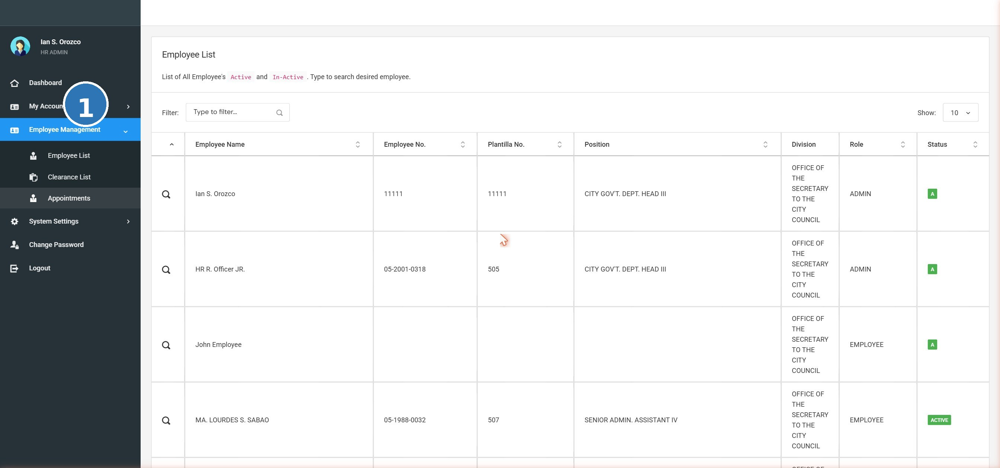 Ian S. Orozco
HR ADMIN
Dashboard
My Accoun
1
Employee Management
Employee List
Clearance List
Appointments
System Settings
Change Password
Logout
Employee List
List of All Employee's Active and In-Active . Type to search desired employee.
Filter: Type to filter... Show: 10
Employee Name Employee No. Plantilla No. Position Division Role Status
Ian S. Orozco 11111 11111 CITY GOV'T. DEPT. HEAD III OFFICE OF ADMIN A
THE
SECRETARY
TO THE
CITY
COUNCIL
HR R. Officer JR. 05-2001-0318 505 CITY GOV'T. DEPT. HEAD III OFFICE OF ADMIN A
THE
SECRETARY
TO THE
CITY
COUNCIL
John Employee OFFICE OF EMPLOYEE A
THE
SECRETARY
TO THE
CITY
COUNCIL
MA. LOURDES S. SABAO 05-1988-0032 507 SENIOR ADMIN. ASSISTANT IV OFFICE OF EMPLOYEE ACTIVE
THE
SECRETARY
TO THE
CITY
COUNCIL